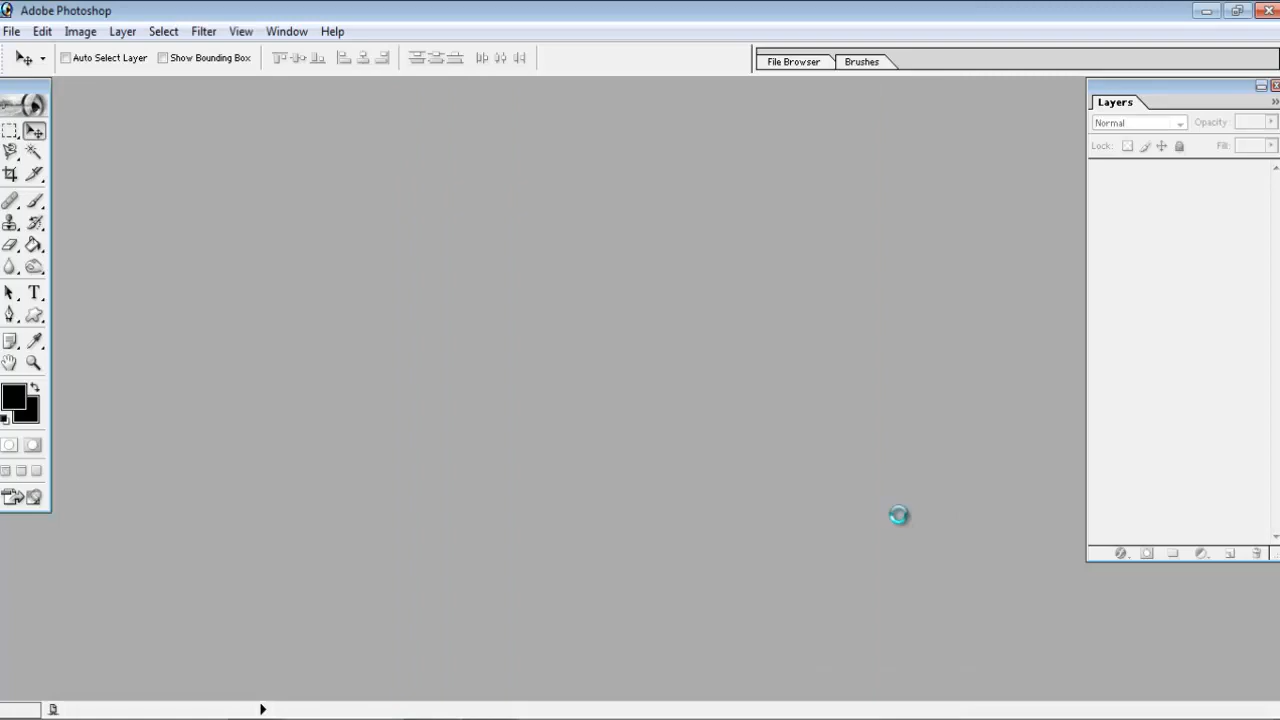 Adobe Photoshop
File Edit Image Layer Select Filter View Window Help
Auto Select Layer Show Bounding Box File Browser Brushes
Layers
Normal Opacity:
Lock: Fill:
T